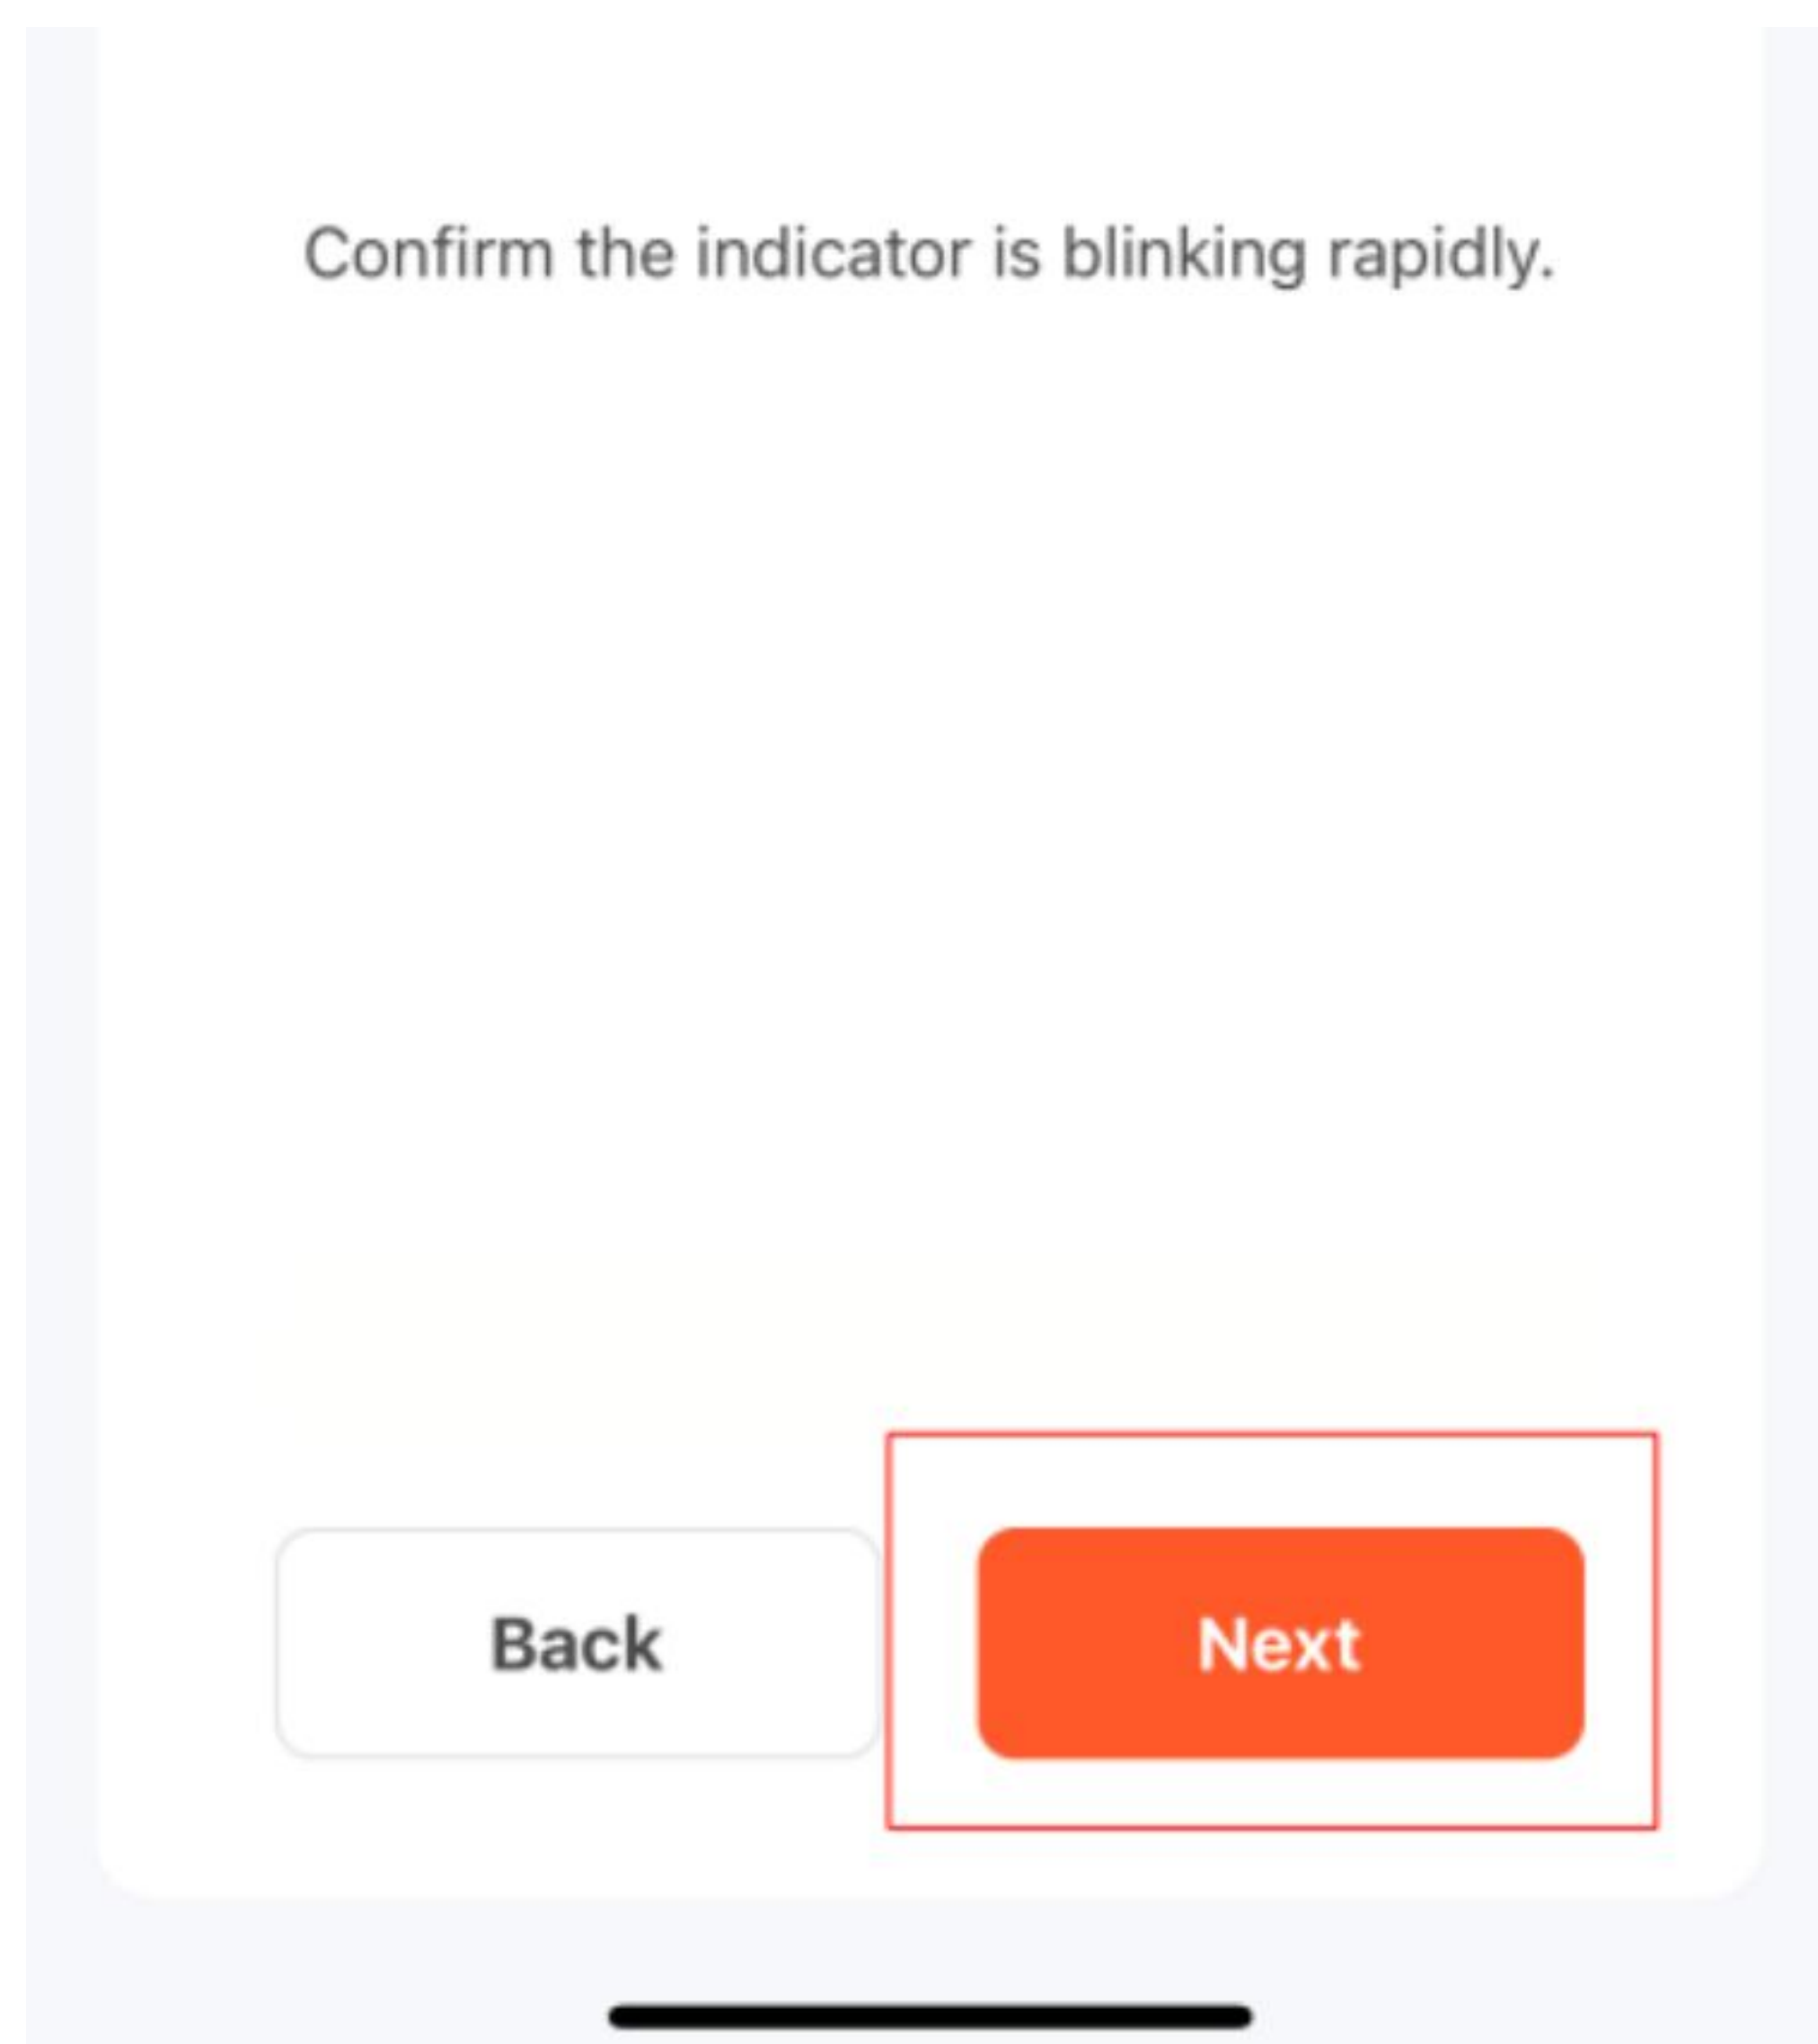 Confirm the indicator is blinking rapidly.
Back
Next